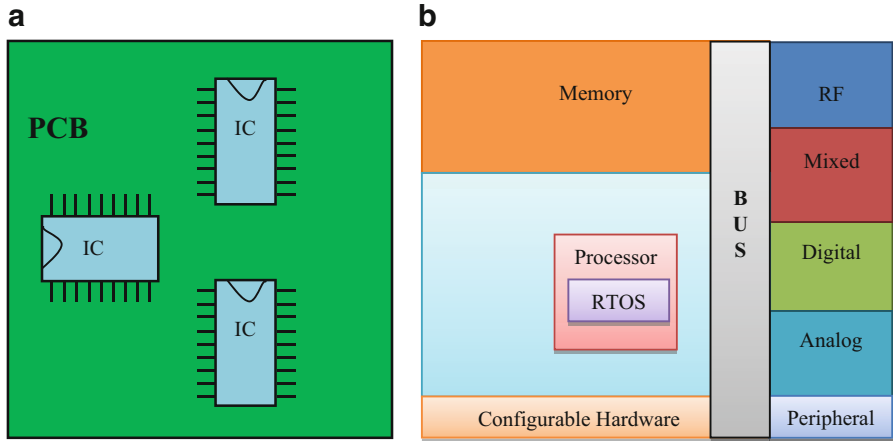 a
PCB
IC
IC
IC
b
Memory
Processor
RTOS
Configurable Hardware
B
U
S
RF
Mixed
Digital
Analog
Peripheral